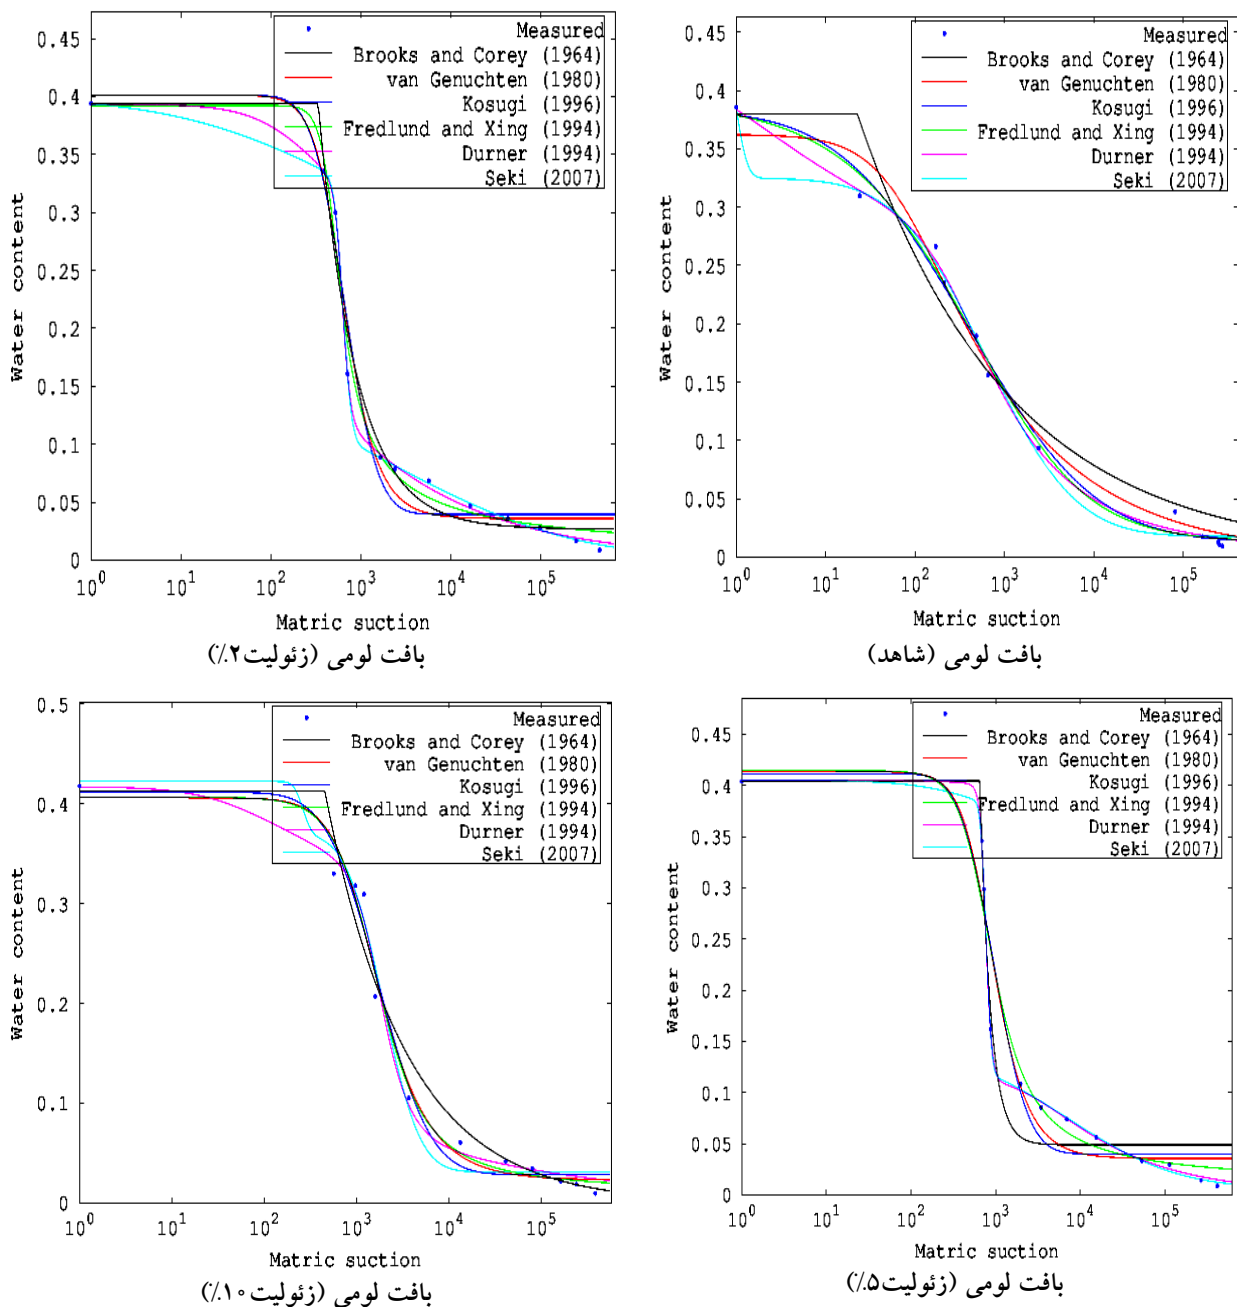 0.45
0.4
0.35
0.3
0.25
0.2
0.15
0.1
0.05
0
Water content
Measured
Brooks and Corey (1964)
van Genuchten (1980)
Kosugi (1996)
Fredlund and Xing (1994)
Durner (1994)
Seki (2007)
10^0 10^1 10^2 10^3 10^4 10^5
Matric suction
بافت لومی (زئولیت۲٪)
0.45
0.4
0.35
0.3
0.25
0.2
0.15
0.1
0.05
0
Water content
Measured
Brooks and Corey (1964)
van Genuchten (1980)
Kosugi (1996)
Fredlund and Xing (1994)
Durner (1994)
Seki (2007)
10^0 10^1 10^2 10^3 10^4 10^5
Matric suction
بافت لومی (شاهد)
0.5
0.4
0.3
0.2
0.1
0
Water content
Measured
Brooks and Corey (1964)
van Genuchten (1980)
Kosugi (1996)
Fredlund and Xing (1994)
Durner (1994)
Seki (2007)
10^0 10^1 10^2 10^3 10^4 10^5
Matric suction
بافت لومی (زئولیت۱۰٪)
0.45
0.4
0.35
0.3
0.25
0.2
0.15
0.1
0.05
0
Water content
Measured
Brooks and Corey (1964)
van Genuchten (1980)
Kosugi (1996)
Fredlund and Xing (1994)
Durner (1994)
Seki (2007)
10^0 10^1 10^2 10^3 10^4 10^5
Matric suction
بافت لومی (زئولیت۵٪)